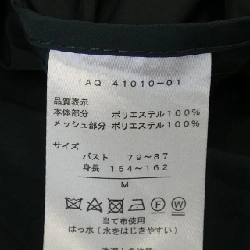 AQ 41010-01
品質表示
本体部分 ポリエステル100%
メッシュ部分 ポリエステル100%
サイズ
バスト 79~87
身長 154~162
M
当て布使用
はっ水(水をはじきやすい)